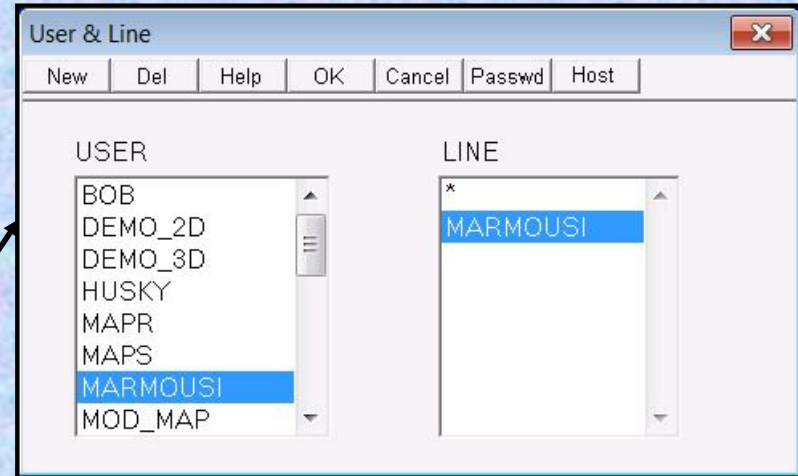 User & Line
New Del Help OK Cancel Passwd Host
USER LINE
BOB *
DEMO_2D MARMOUSI
DEMO_3D
HUSKY
MAPR
MAPS
MARMOUSI
MOD_MAP